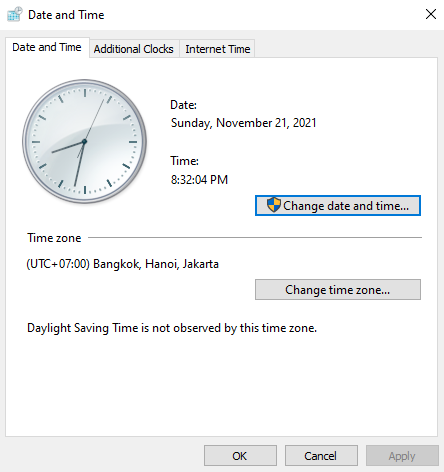 Date and Time
Date and Time
Additional Clocks
Internet Time
Date:
Sunday, November 21, 2021
Time:
8:32:04 PM
Change date and time...
Time zone
(UTC+07:00) Bangkok, Hanoi, Jakarta
Change time zone...
Daylight Saving Time is not observed by this time zone.
OK
Cancel
Apply